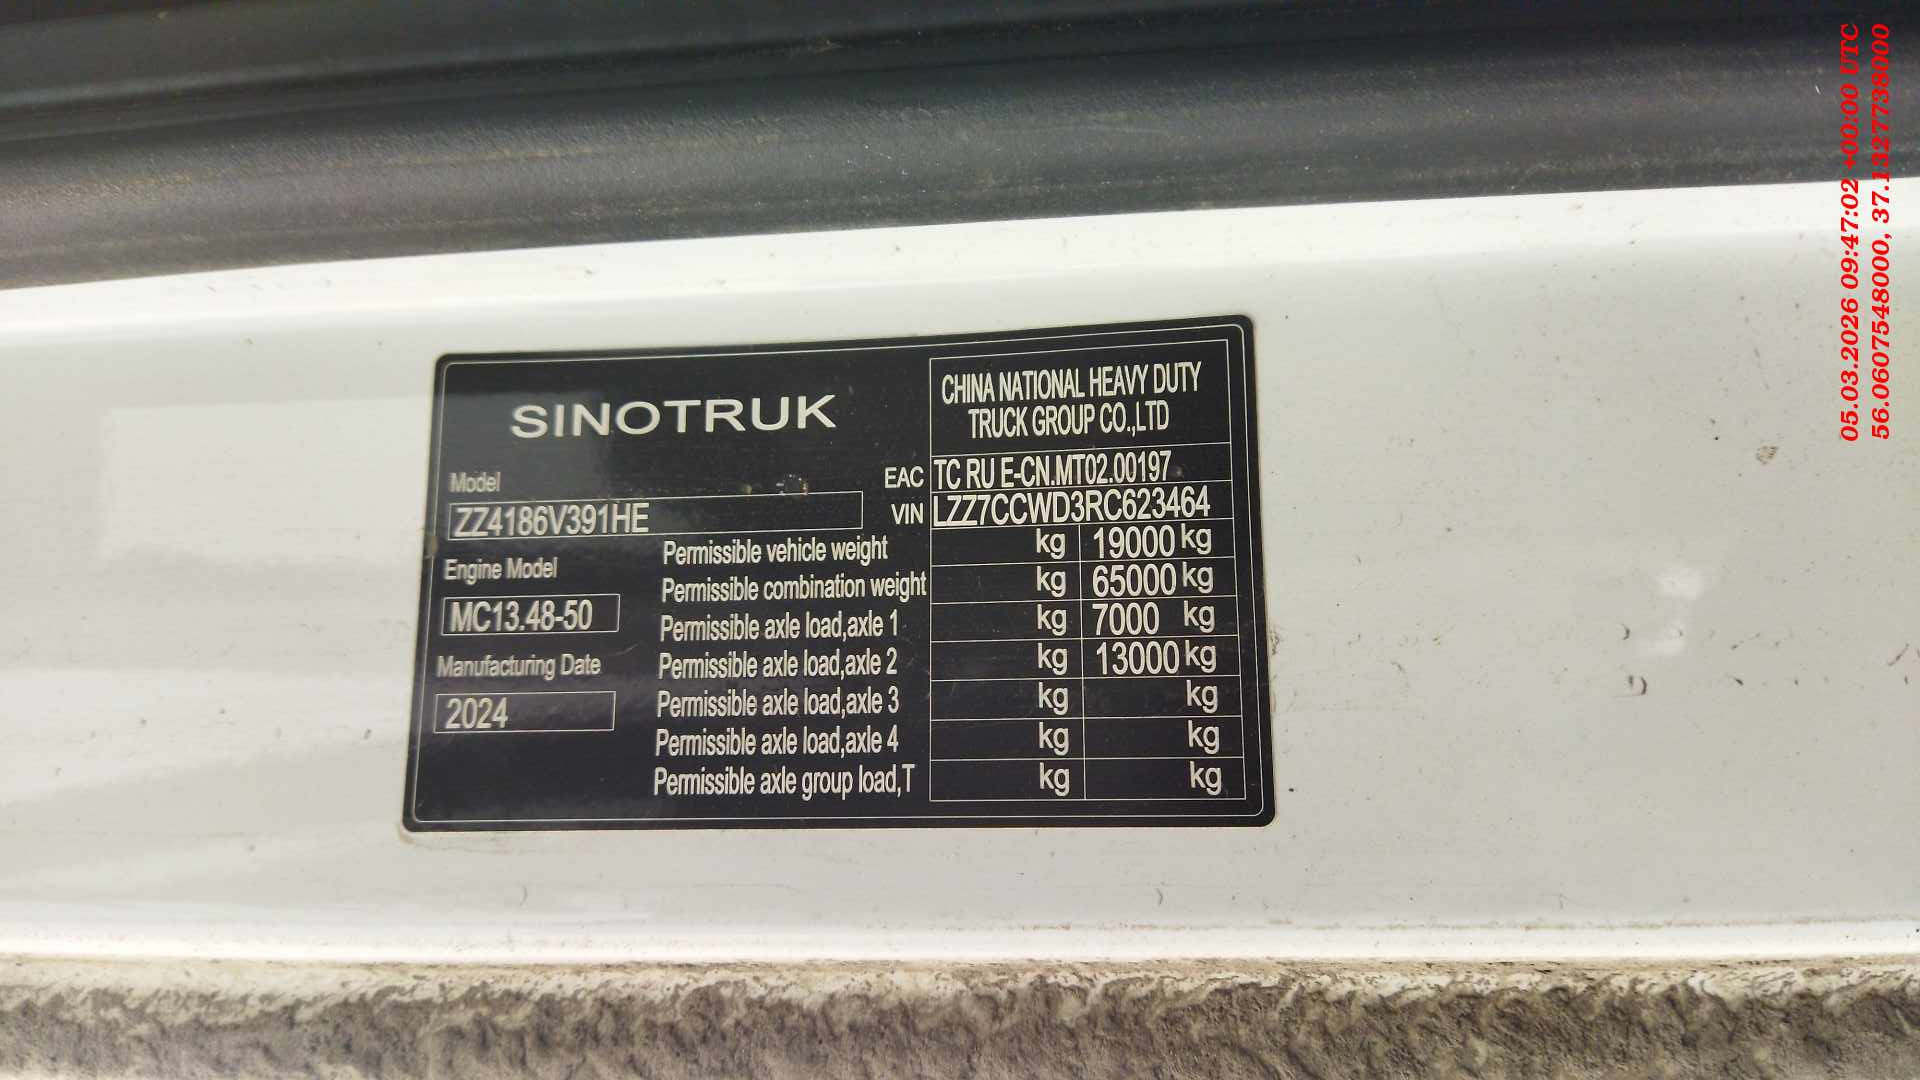 SINOTRUK
CHINA NATIONAL HEAVY DUTY
TRUCK GROUP CO.,LTD
EAC TC RU E-CN.MT02.00197
VIN LZZ7CCWD3RC623464
Model
ZZ4186V391HE
Engine Model
MC13.48-50
Manufacturing Date
2024
Permissible vehicle weight kg 19000 kg
Permissible combination weight kg 65000 kg
Permissible axle load,axle 1 kg 7000 kg
Permissible axle load,axle 2 kg 13000 kg
Permissible axle load,axle 3 kg kg
Permissible axle load,axle 4 kg kg
Permissible axle group load,T kg kg
05.03.2026 09:47:02 +00:00 UTC
56.0607548000, 37.1327738000